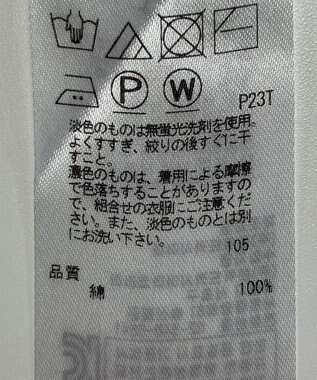 P W P23T
淡色のものは無蛍光洗剤を使用。
よくすすぎ、絞りの後すぐに干
すこと。
濃色のものは、着用による摩擦
で色落ちすることがありますの
で、組合せの衣服にご注意くだ
さい。また、淡色のものとは別
にお洗い下さい。
105
品質
綿 100%